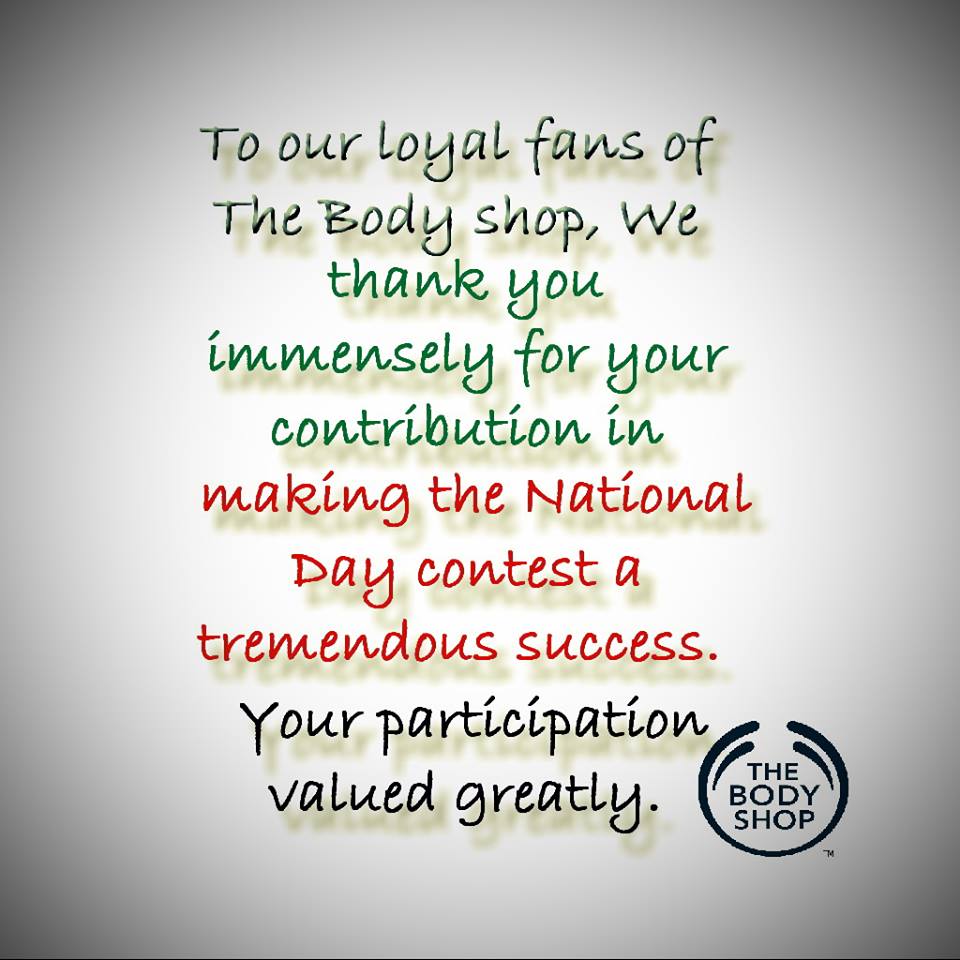 To our loyal fans of
The Body shop, We
thank you
immensely for your
contribution in
making the National
Day contest a
tremendous success.
Your participation
valued greatly.
THE
BODY
SHOP
TM